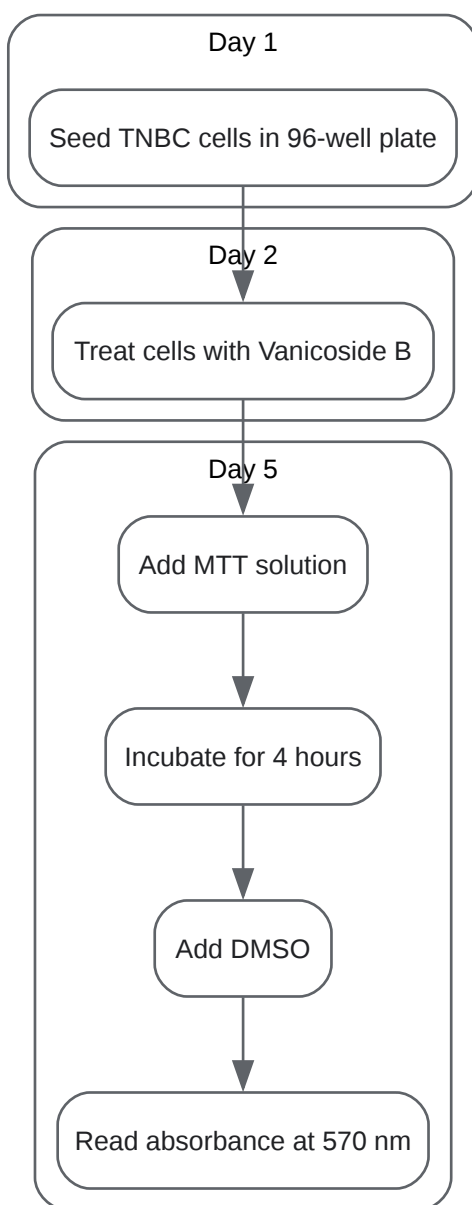 Day 1
Seed TNBC cells in 96-well plate
Day 2
Treat cells with Vanicoside B
Day 5
Add MTT solution
Incubate for 4 hours
Add DMSO
Read absorbance at 570 nm